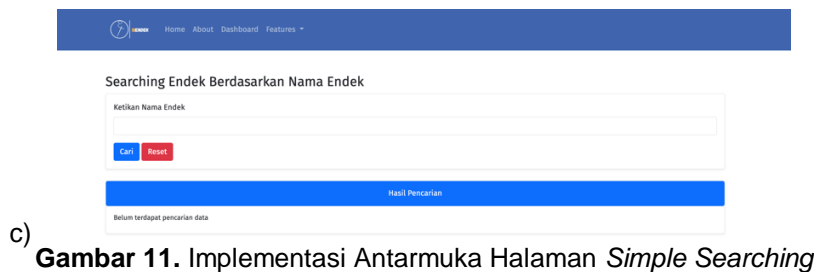 Home About Dashboard Features
Searching Endek Berdasarkan Nama Endek
Ketikan Nama Endek
Cari Reset
Hasil Pencarian
Belum terdapat pencarian data
c)
Gambar 11. Implementasi Antarmuka Halaman Simple Searching